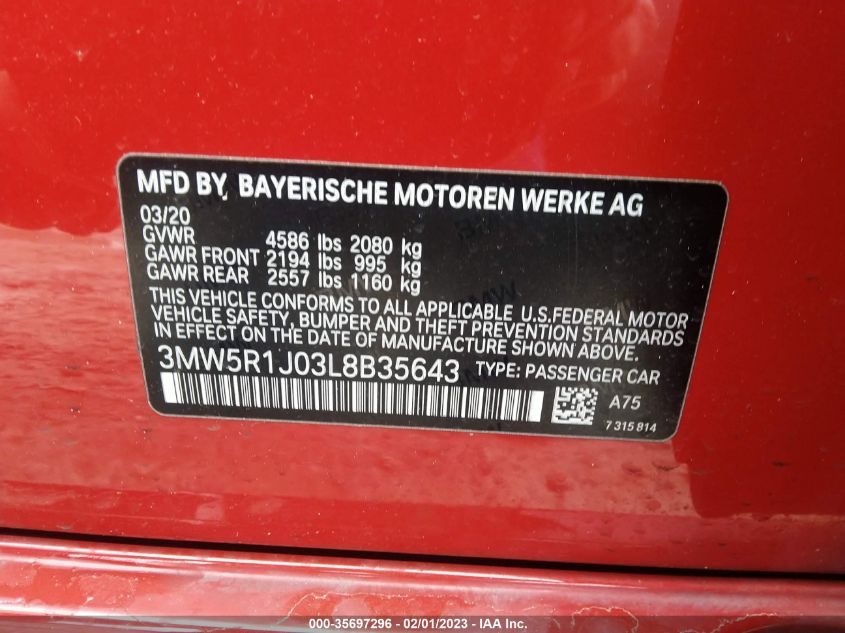 MFD BY, BAYERISCHE MOTOREN WERKE AG
03/20
GVWR 4586 lbs 2080 kg
GAWR FRONT 2194 lbs 995 kg
GAWR REAR 2557 lbs 1160 kg
THIS VEHICLE CONFORMS TO ALL APPLICABLE U.S.FEDERAL MOTOR
VEHICLE SAFETY, BUMPER AND THEFT PREVENTION STANDARDS
IN EFFECT ON THE DATE OF MANUFACTURE SHOWN ABOVE.
3MW5R1J03L8B35643 TYPE: PASSENGER CAR
A75
7315814
000-35697296 - 02/01/2023 - IAA Inc.